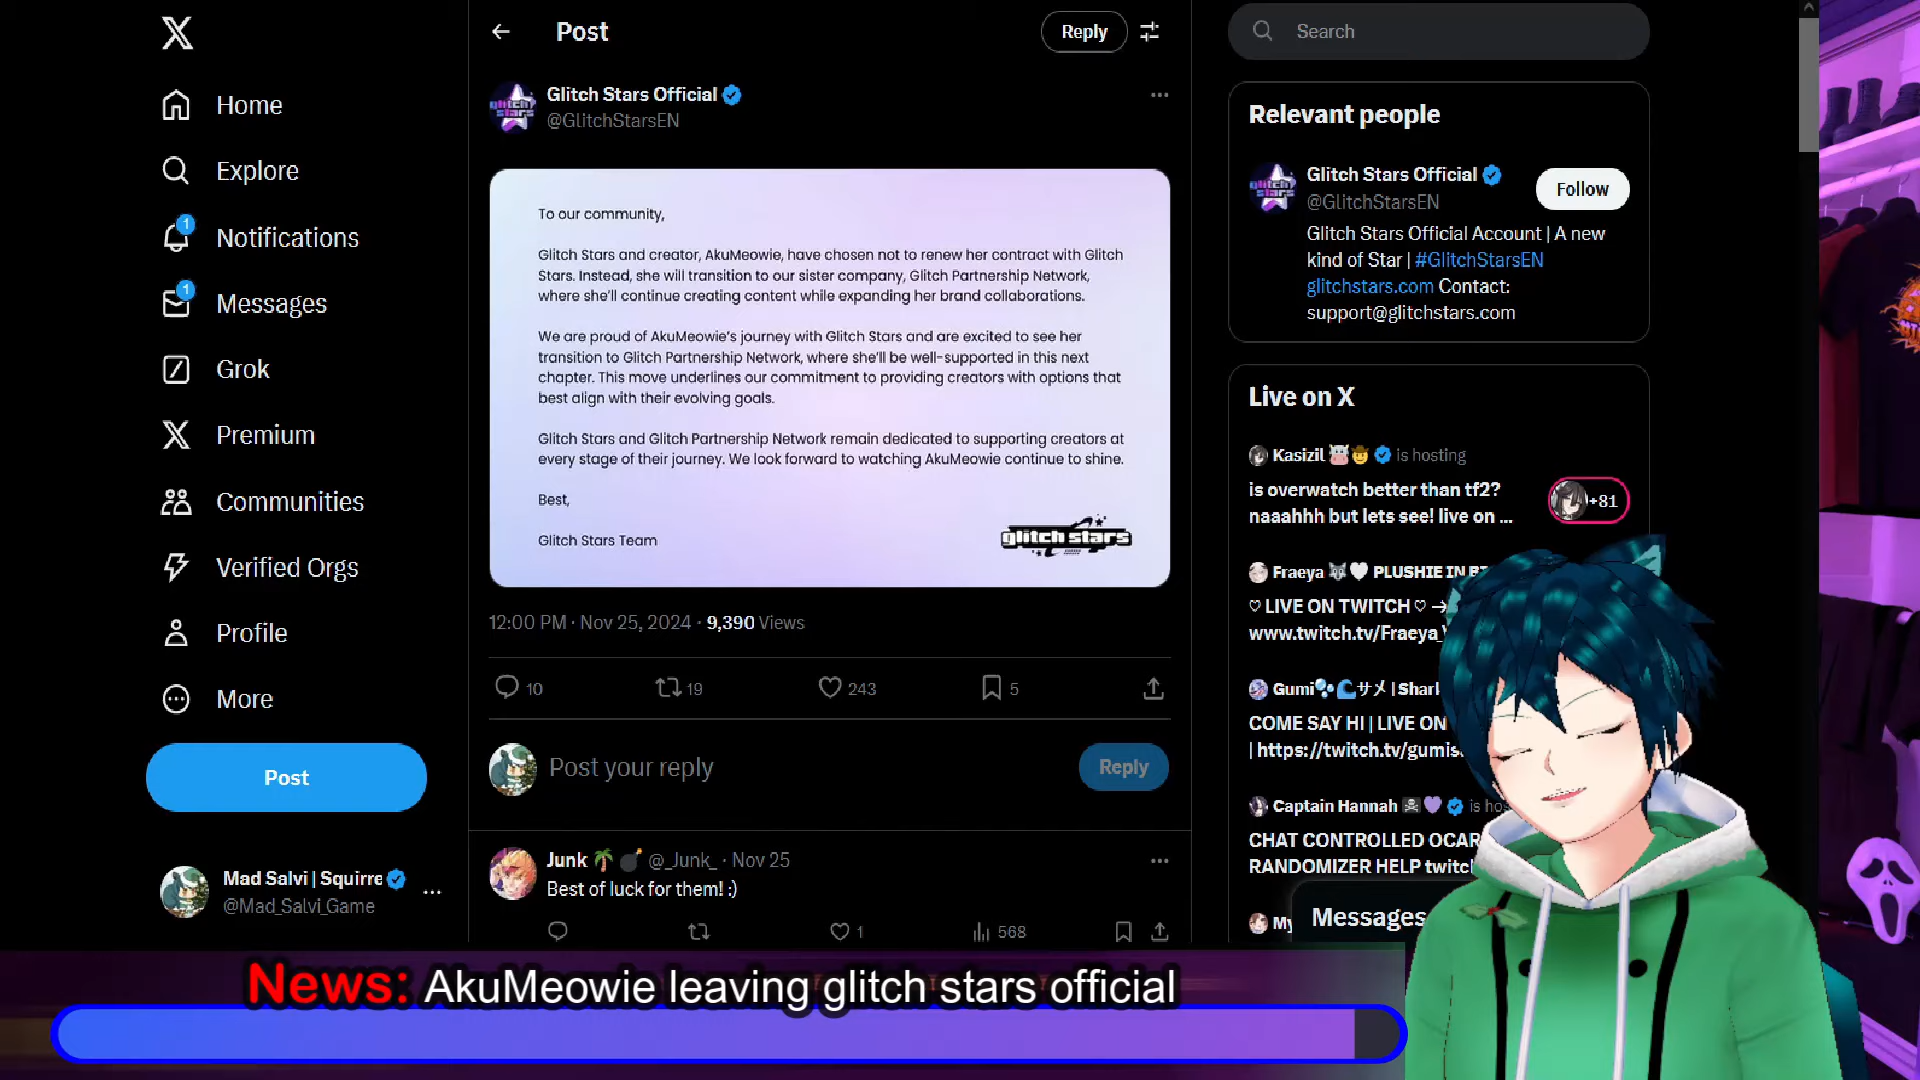 Home
Explore
1
Notifications
1
Messages
Grok
Premium
Communities
Verified Orgs
Profile
More
Post
Mad Salvi | Squirre
@Mad_Salvi_Game
Post
Reply
Glitch Stars Official
@GlitchStarsEN
To our community,
Glitch Stars and creator, AkuMeowie, have chosen not to renew her contract with Glitch
Stars. Instead, she will transition to our sister company, Glitch Partnership Network,
where she'll continue creating content while expanding her brand collaborations.
We are proud of AkuMeowie's journey with Glitch Stars and are excited to see her
transition to Glitch Partnership Network, where she'll be well-supported in this next
chapter. This move underlines our commitment to providing creators with options that
best align with their evolving goals.
Glitch Stars and Glitch Partnership Network remain dedicated to supporting creators at
every stage of their journey. We look forward to watching AkuMeowie continue to shine.
Best,
Glitch Stars Team
glitch stars
12:00 PM · Nov 25, 2024 · 9,390 Views
10 19 243 5
Post your reply
Reply
Junk @_Junk_ · Nov 25
Best of luck for them! :)
1 568
Search
Relevant people
Glitch Stars Official
@GlitchStarsEN
Follow
Glitch Stars Official Account | A new
kind of Star | #GlitchStarsEN
glitchstars.com Contact:
support@glitchstars.com
Live on X
Kasizil is hosting
is overwatch better than tf2?
naaahhh but lets see! live on ...
+81
Fraeya PLUSHIE IN
♡ LIVE ON TWITCH ♡ →
www.twitch.tv/Fraeya_
Gumi サメ | Shark
COME SAY HI | LIVE ON
| https://twitch.tv/gumis
Captain Hannah is hos
CHAT CONTROLLED OCAR
RANDOMIZER HELP twitc
My
Messages
News: AkuMeowie leaving glitch stars official